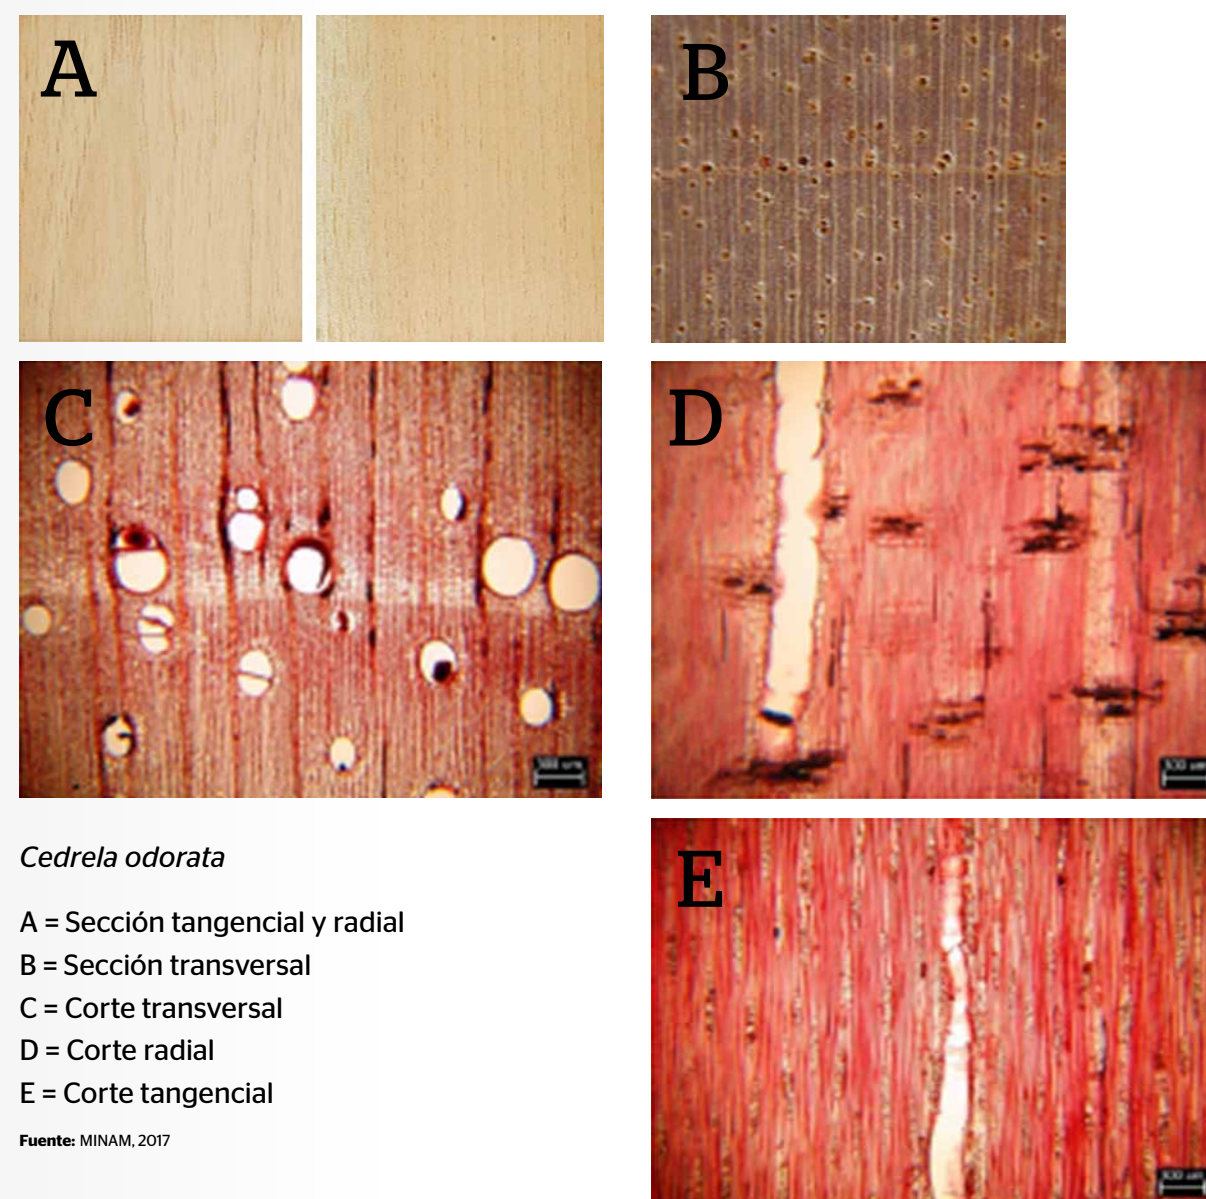 A
B
C
D
E
Cedrela odorata
A = Sección tangencial y radial
B = Sección transversal
C = Corte transversal
D = Corte radial
E = Corte tangencial
Fuente: MINAM, 2017